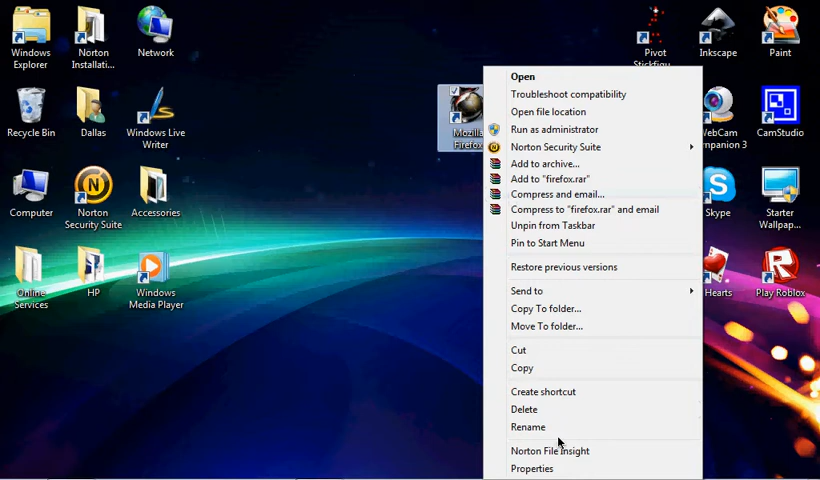 Windows
Explorer
Norton
Installati...
Network
Pivot
Stickfigu...
Inkscape
Paint
Recycle Bin
Dallas
Windows Live
Writer
Mozilla
Firefox
WebCam
Companion 3
CamStudio
Computer
Norton
Security Suite
Accessories
Skype
Starter
Wallpap...
Online
Services
HP
Windows
Media Player
Hearts
Play Roblox
Open
Troubleshoot compatibility
Open file location
Run as administrator
Norton Security Suite
Add to archive...
Add to "firefox.rar"
Compress and email...
Compress to "firefox.rar" and email
Unpin from Taskbar
Pin to Start Menu
Restore previous versions
Send to
Copy To folder...
Move To folder...
Cut
Copy
Create shortcut
Delete
Rename
Norton File Insight
Properties